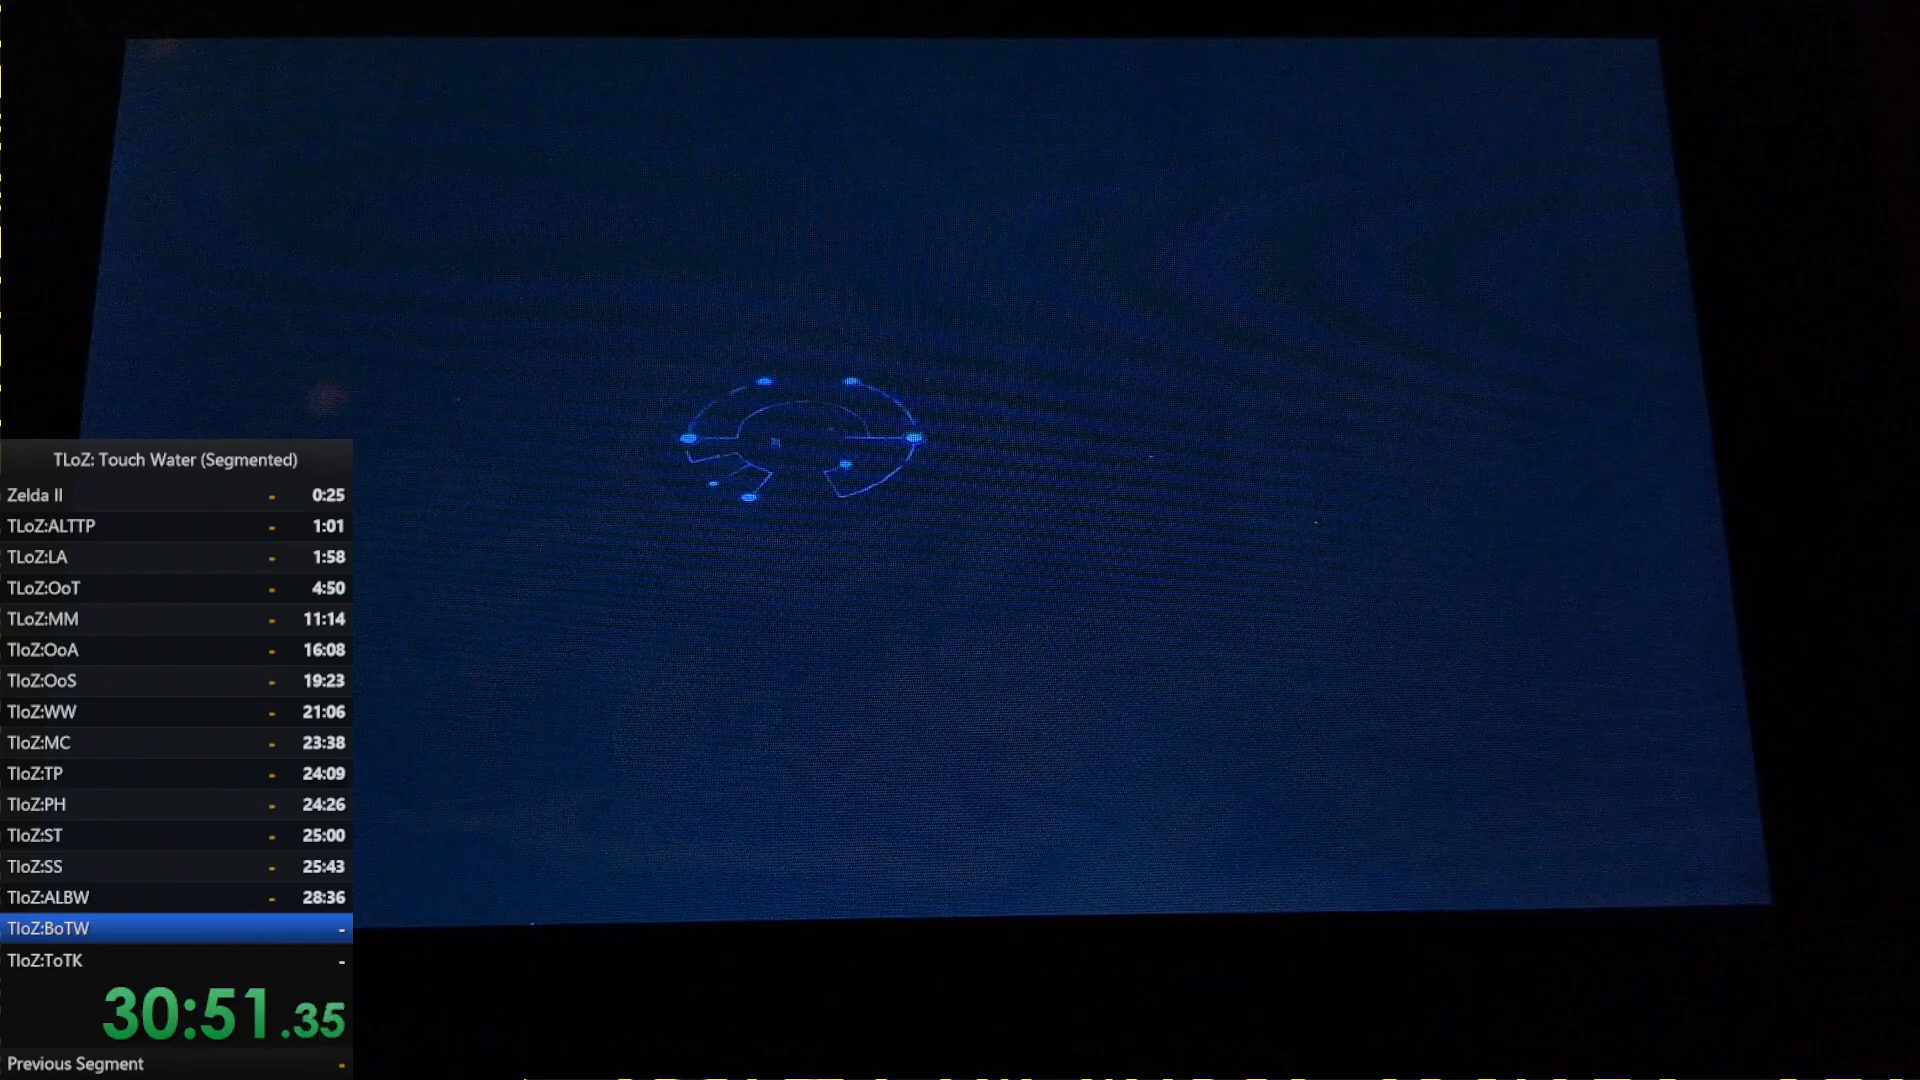 TLoZ: Touch Water (Segmented)
Zelda II - 0:25
TLoZ:ALTTP - 1:01
TLoZ:LA - 1:58
TLoZ:OoT - 4:50
TLoZ:MM - 11:14
TloZ:OoA - 16:08
TloZ:OoS - 19:23
TloZ:WW - 21:06
TloZ:MC - 23:38
TloZ:TP - 24:09
TloZ:PH - 24:26
TloZ:ST - 25:00
TloZ:SS - 25:43
TloZ:ALBW - 28:36
TloZ:BoTW -
TloZ:ToTK -
30:51.35
Previous Segment -